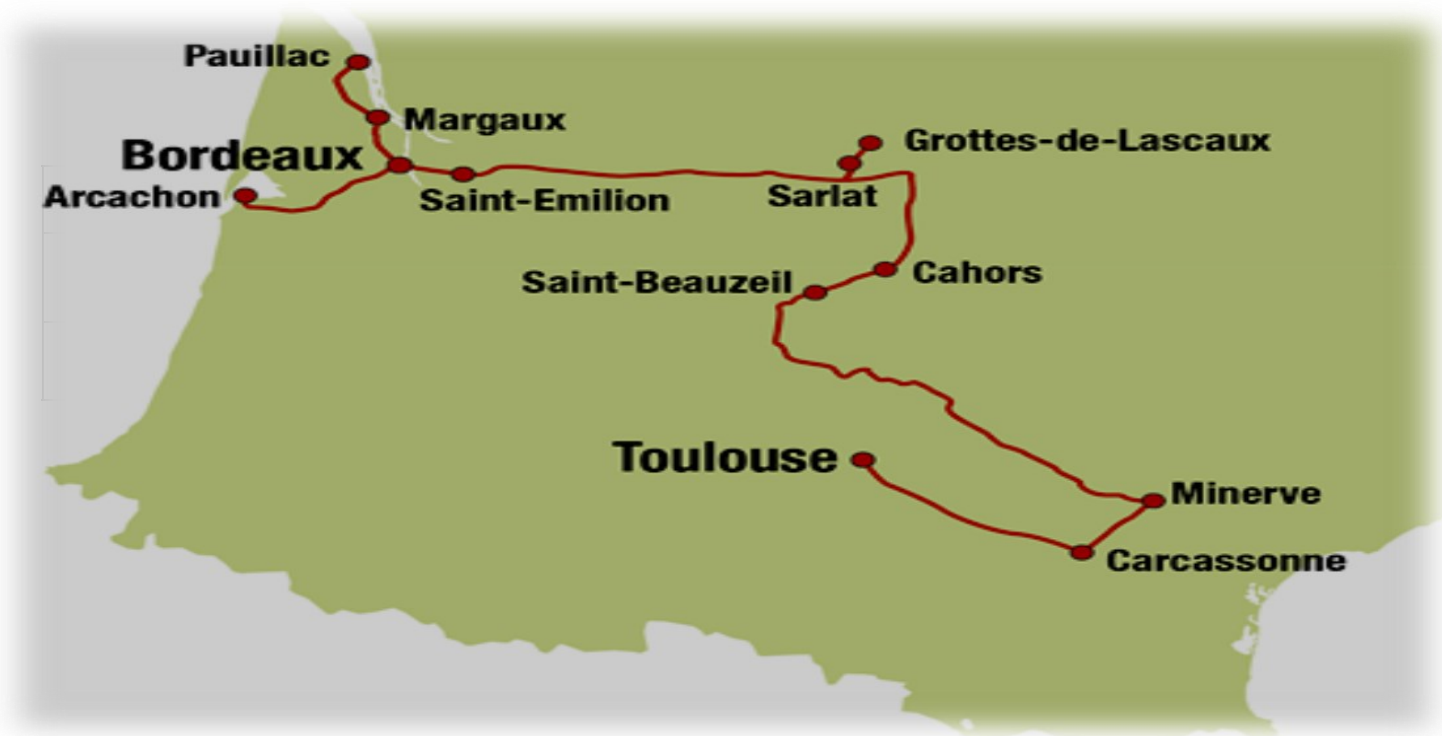 Pauillac
Margaux
Grottes-de-Lascaux
Bordeaux
Arcachon
Saint-Emilion
Sarlat
Cahors
Saint-Beauzeil
Toulouse
Minerve
Carcassonne